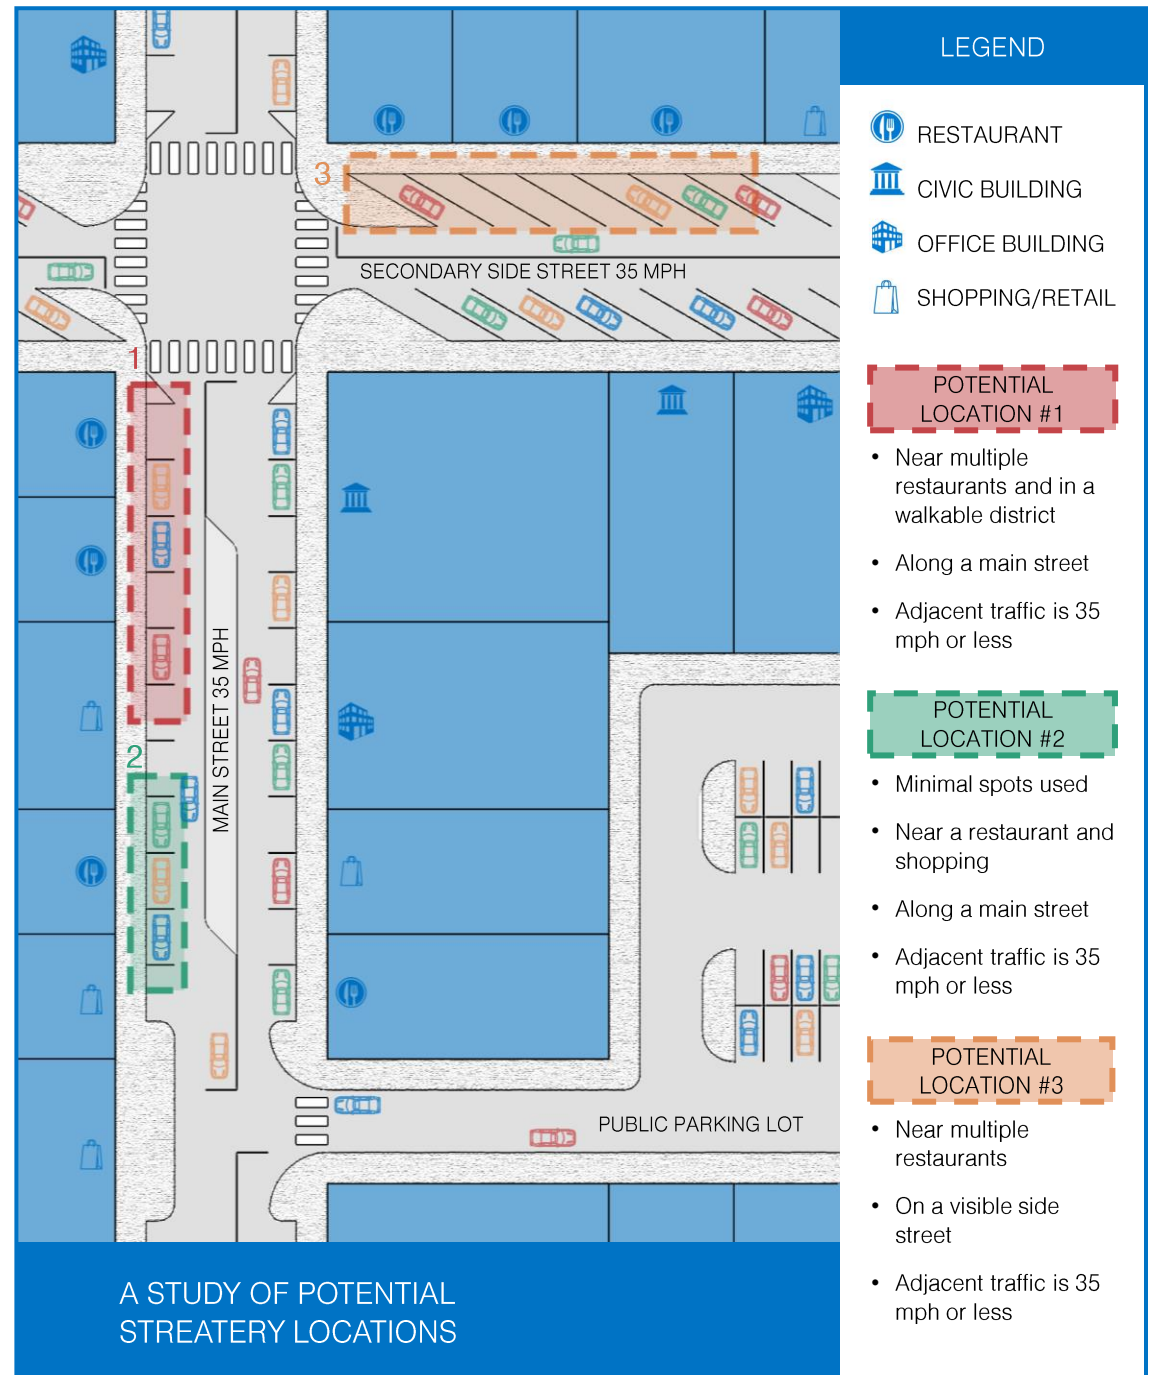 LEGEND
RESTAURANT
CIVIC BUILDING
OFFICE BUILDING
SHOPPING/RETAIL
POTENTIAL
LOCATION #1
• Near multiple
restaurants and in a
walkable district
• Along a main street
• Adjacent traffic is 35
mph or less
POTENTIAL
LOCATION #2
• Minimal spots used
• Near a restaurant and
shopping
• Along a main street
• Adjacent traffic is 35
mph or less
POTENTIAL
LOCATION #3
• Near multiple
restaurants
• On a visible side
street
• Adjacent traffic is 35
mph or less
3
SECONDARY SIDE STREET 35 MPH
1
MAIN STREET 35 MPH
2
PUBLIC PARKING LOT
A STUDY OF POTENTIAL
STREATERY LOCATIONS